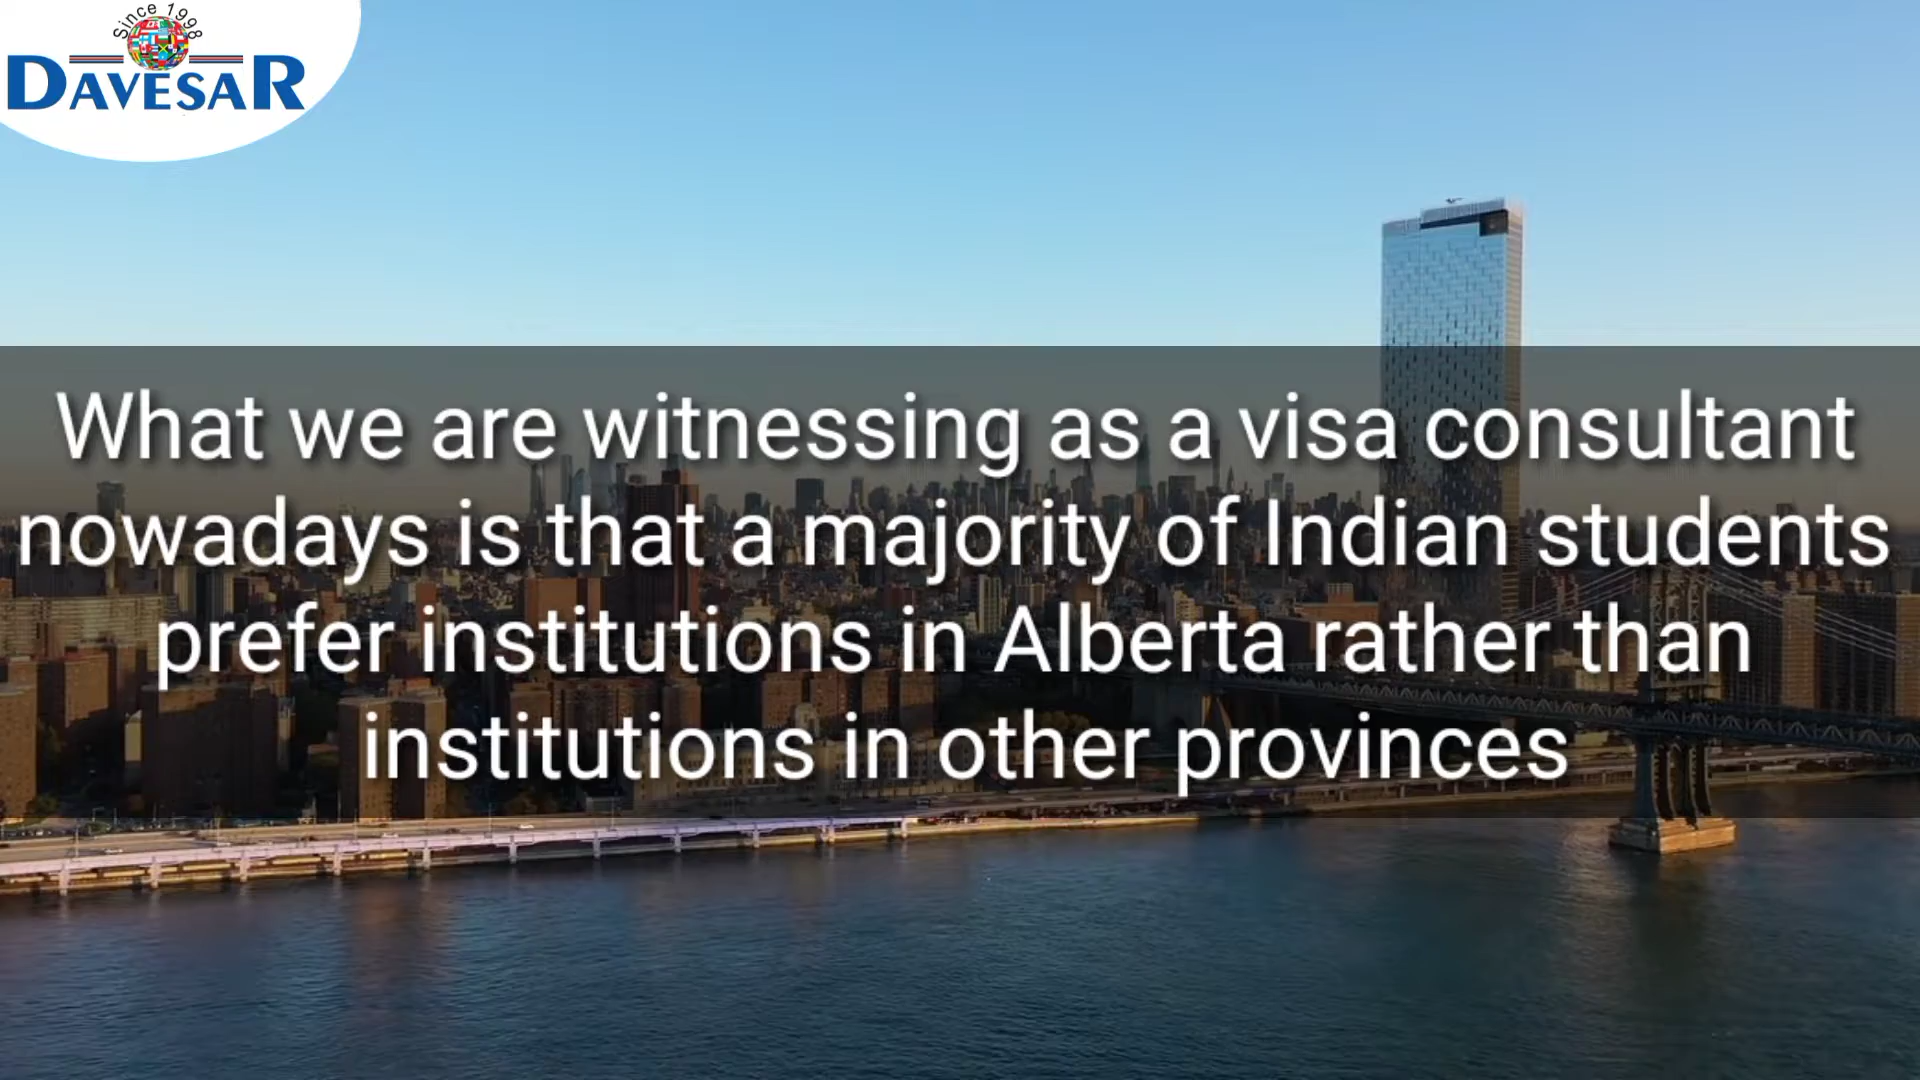 Since 1998
DAVESAR
What we are witnessing as a visa consultant
nowadays is that a majority of Indian students
prefer institutions in Alberta rather than
institutions in other provinces